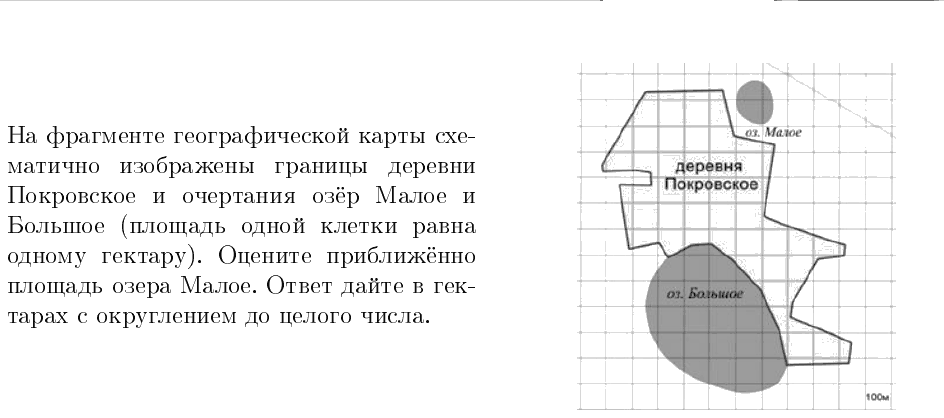 На фрагменте географической карты схе-
матично изображены границы деревни
Покровское и очертания озёр Малое и
Большое (площадь одной клетки равна
одному гектару). Оцените приближённо
площадь озера Малое. Ответ дайте в гек-
тарах с округлением до целого числа.
оз. Малое
деревня
Покровское
оз. Большое
100м